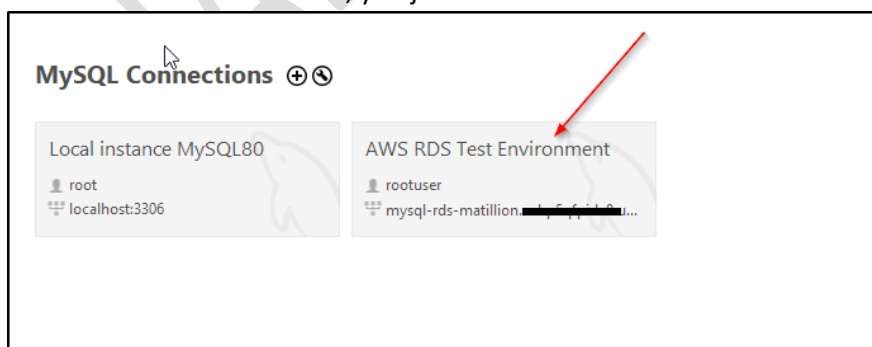 MySQL Connections
Local instance MySQL80
root
localhost:3306
AWS RDS Test Environment
rootuser
mysql-rds-matillion.